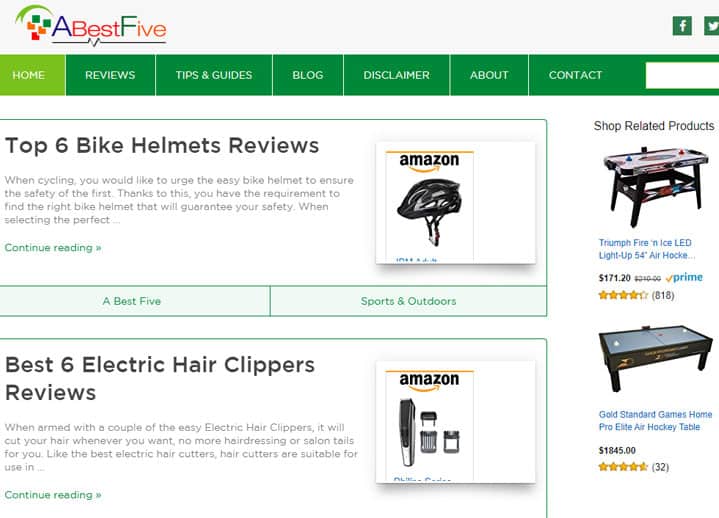 ABestFive
HOME
REVIEWS
TIPS & GUIDES
BLOG
DISCLAIMER
ABOUT
CONTACT
Top 6 Bike Helmets Reviews
When cycling, you would like to urge the easy bike helmet to ensure
the safety of the first. Thanks to this, you have the requirement to
find the right bike helmet that will guarantee your safety. When
selecting the perfect ...
Continue reading »
amazon
Adult
A Best Five
Sports & Outdoors
Best 6 Electric Hair Clippers
Reviews
When armed with a couple of the easy Electric Hair Clippers, it will
cut your hair whenever you want, no more hairdressing or salon tails
for you. Like the best electric hair cutters, hair cutters are suitable for
use in ...
Continue reading »
amazon
Philips Series
Shop Related Products
Triumph Fire ‘n Ice LED
Light-Up 54” Air Hocke…
$171.20 $210.00 prime
(818)
Gold Standard Games Home
Pro Elite Air Hockey Table
$1845.00
(32)